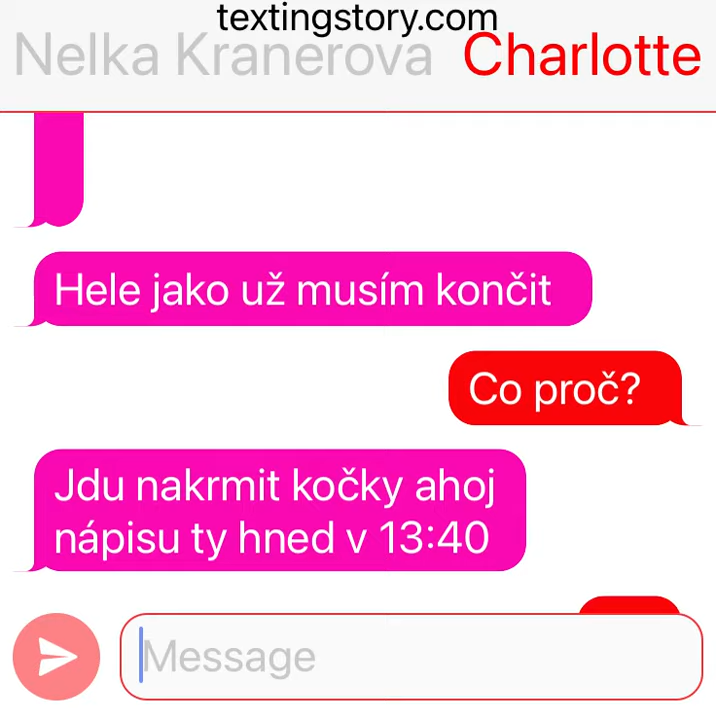 textingstory.com
Nelka Kranerova Charlotte
Hele jako už musím končit
Co proč?
Jdu nakrmit kočky ahoj
nápisu ty hned v 13:40
Message